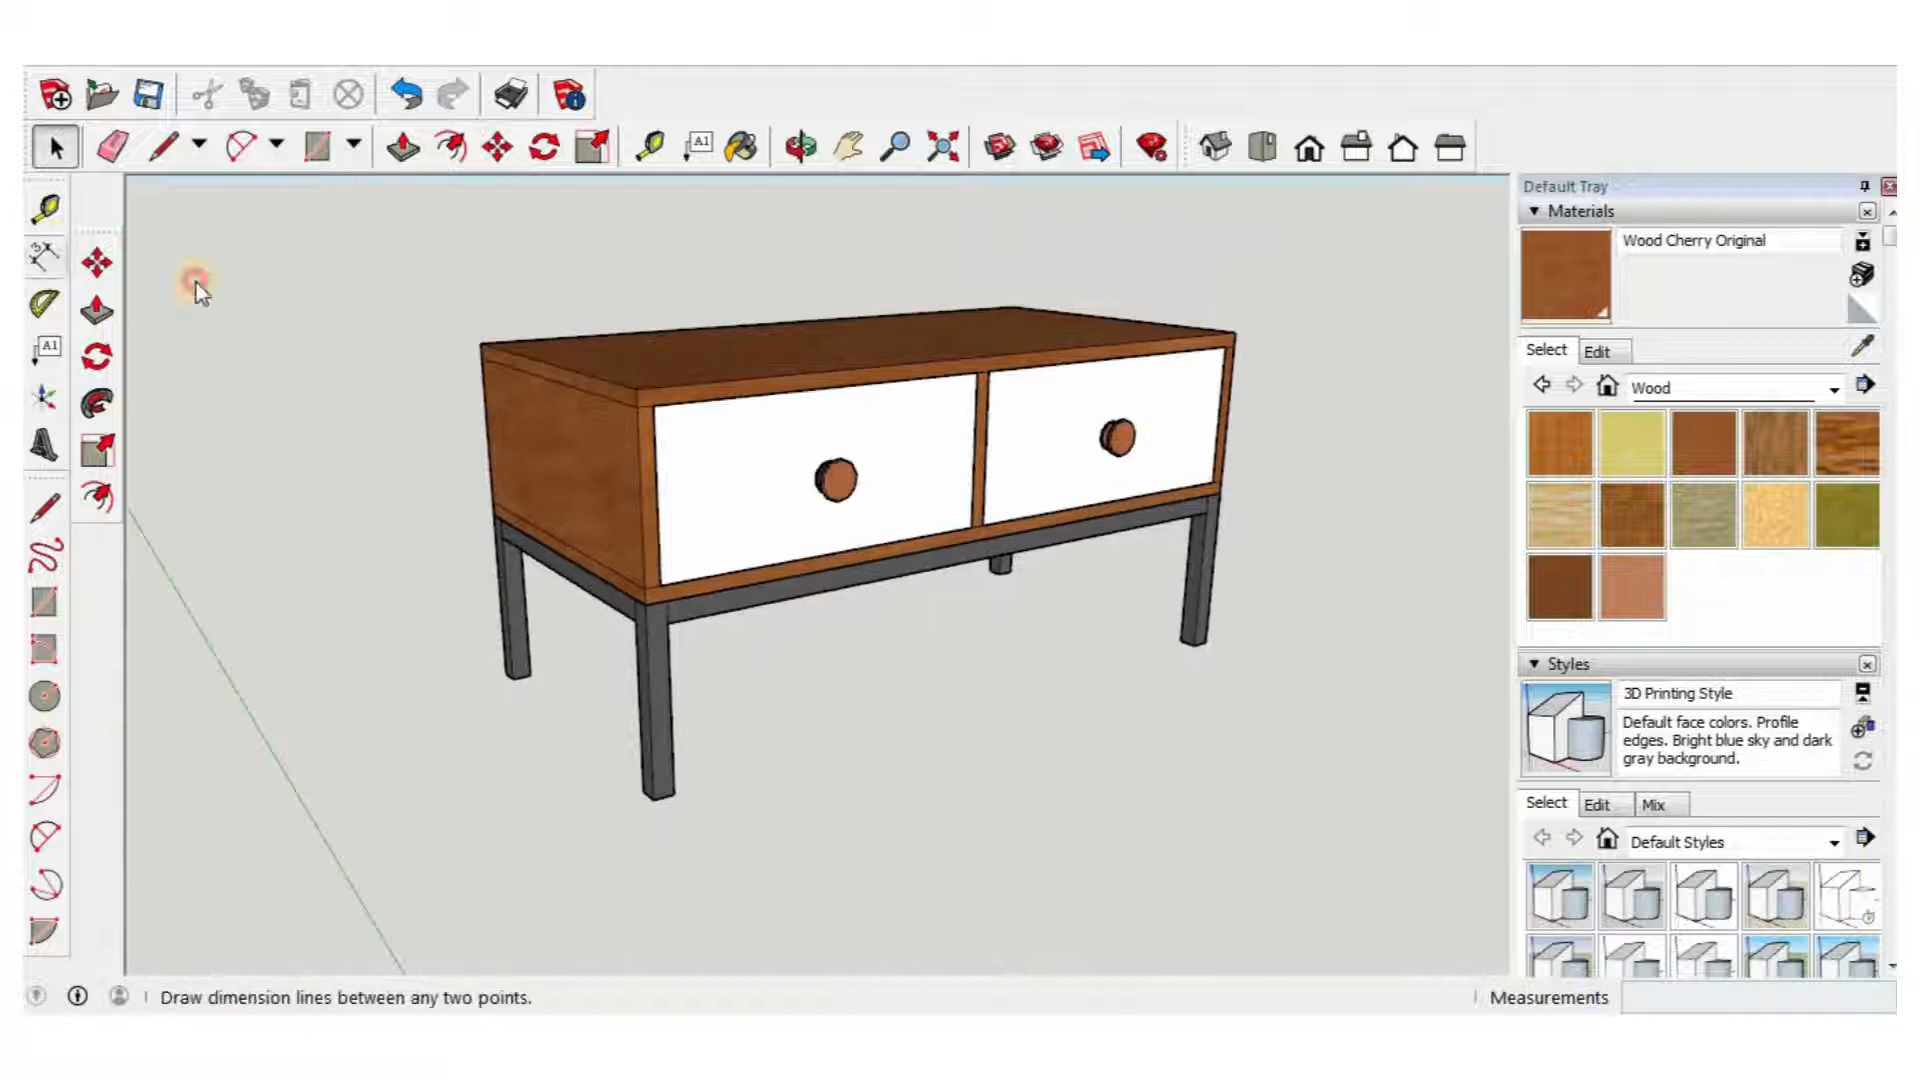 A1
Default Tray
Materials
Wood Cherry Original
Select Edit
A1
Wood
Styles
3D Printing Style
Default face colors. Profile
edges. Bright blue sky and dark
gray background.
Select Edit Mix
Default Styles
Draw dimension lines between any two points.
Measurements